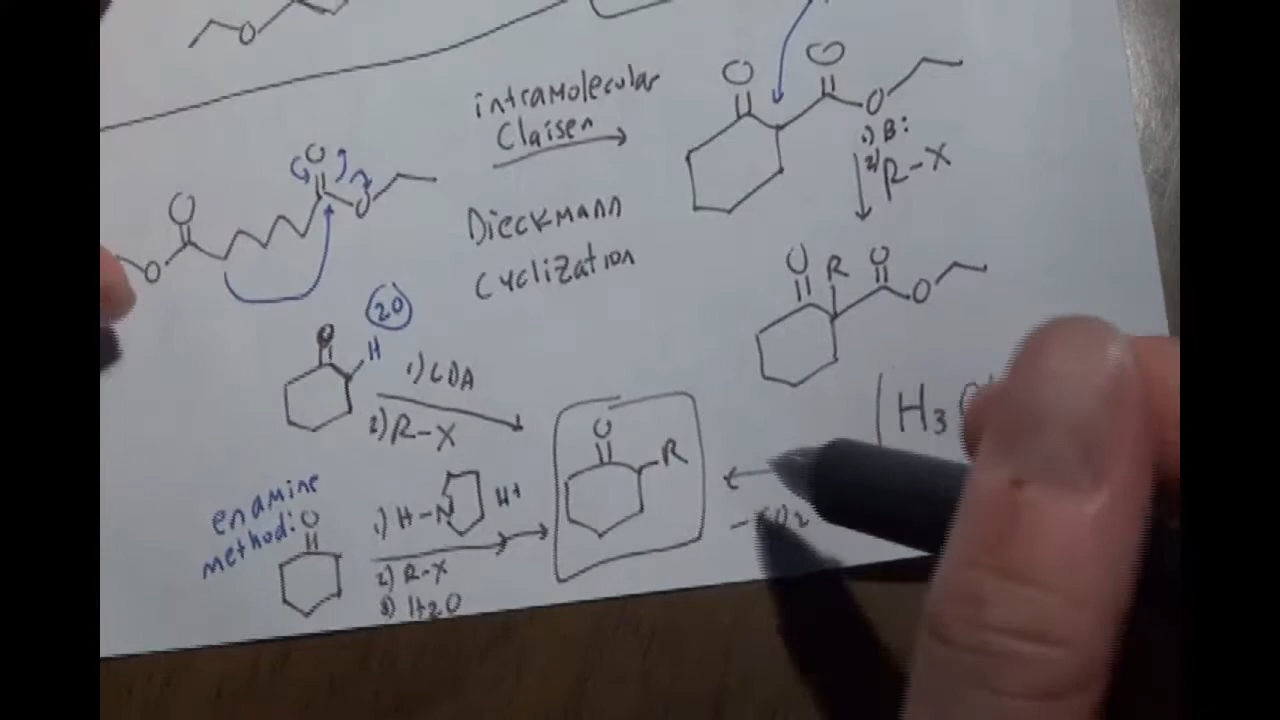 O
intramolecular
Claisen
O
O
O
1) B:
2) R-X
O
O
O
O
Dieckmann
cyclization
O
R
O
O
O
H
20
1) LDA
2) R-X
H3
O
R
-CO2
enamine
method:
O
1) H-N
H+
2) R-X
3) H2O